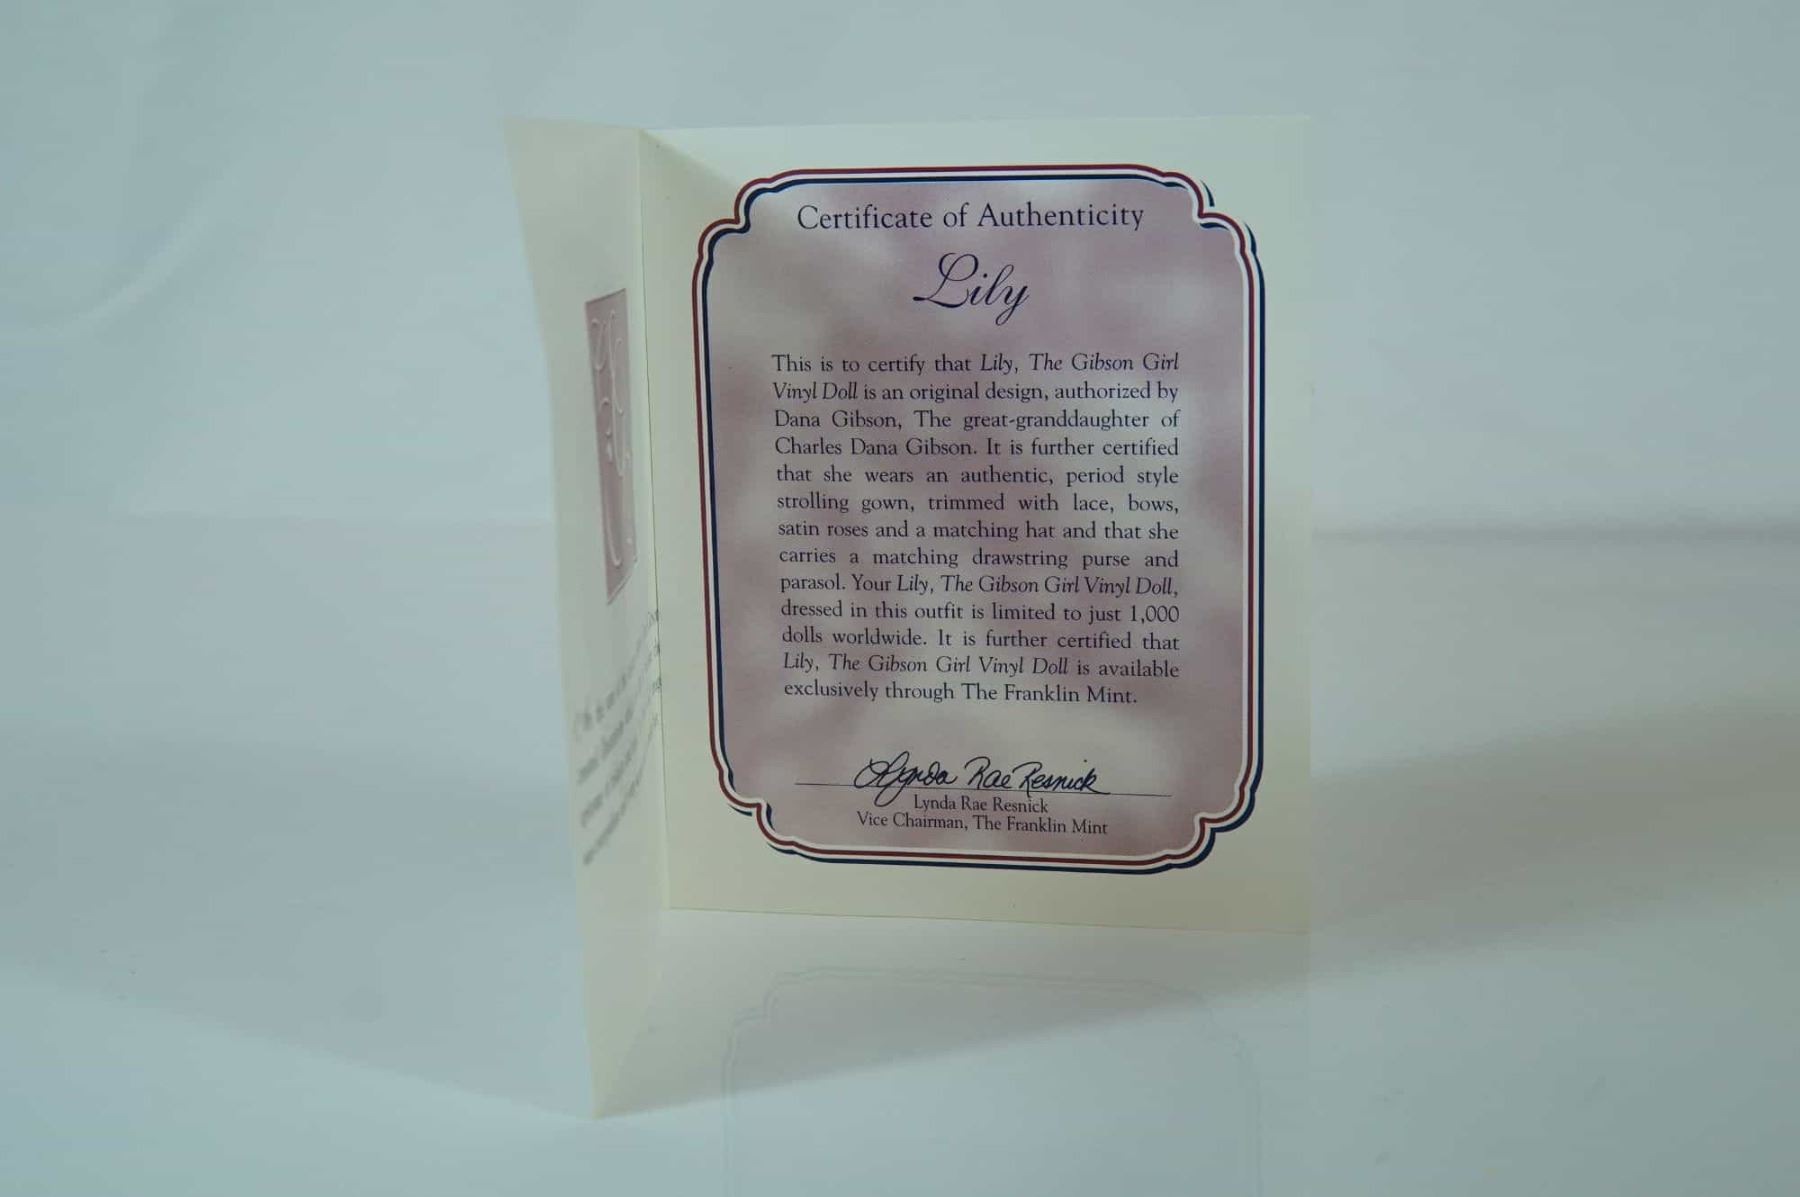 Certificate of Authenticity
Lily
This is to certify that Lily, The Gibson Girl
Vinyl Doll is an original design, authorized by
Dana Gibson, The great-granddaughter of
Charles Dana Gibson. It is further certified
that she wears an authentic, period style
strolling gown, trimmed with lace, bows,
satin roses and a matching hat and that she
carries a matching drawstring purse and
parasol. Your Lily, The Gibson Girl Vinyl Doll,
dressed in this outfit is limited to just 1,000
dolls worldwide. It is further certified that
Lily, The Gibson Girl Vinyl Doll is available
exclusively through The Franklin Mint.
Lynda Rae Resnick
Lynda Rae Resnick
Vice Chairman, The Franklin Mint